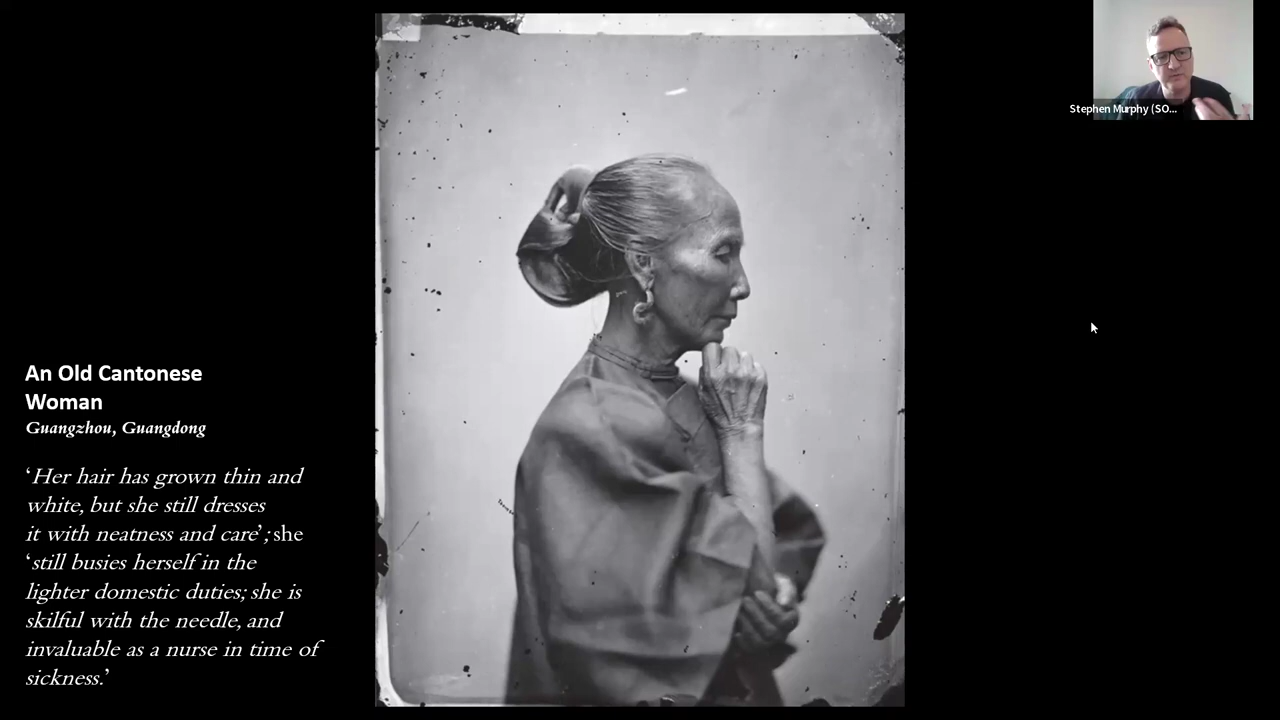 Stephen Murphy (SO...
An Old Cantonese
Woman
Guangzhou, Guangdong
‘Her hair has grown thin and
white, but she still dresses
it with neatness and care’; she
‘still busies herself in the
lighter domestic duties; she is
skilful with the needle, and
invaluable as a nurse in time of
sickness.’